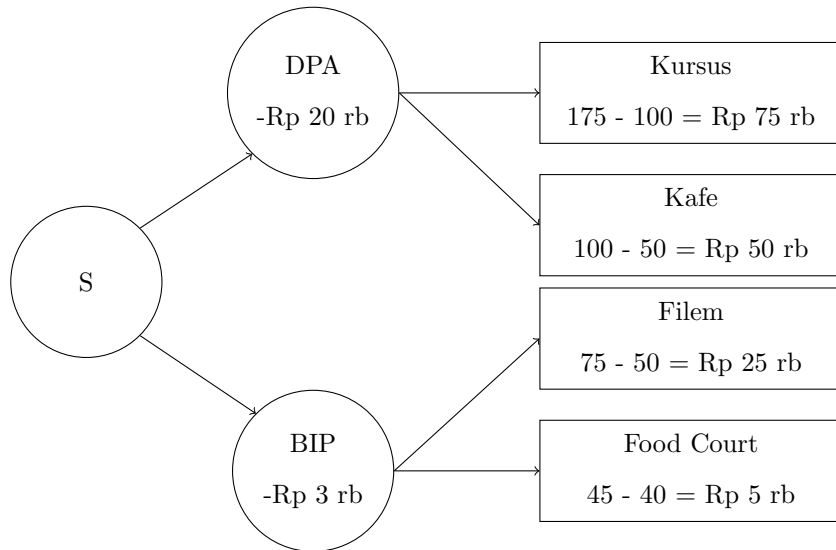 DPA
-Rp 20 rb
Kursus
175 - 100 = Rp 75 rb
Kafe
100 - 50 = Rp 50 rb
S
Filem
75 - 50 = Rp 25 rb
BIP
-Rp 3 rb
Food Court
45 - 40 = Rp 5 rb